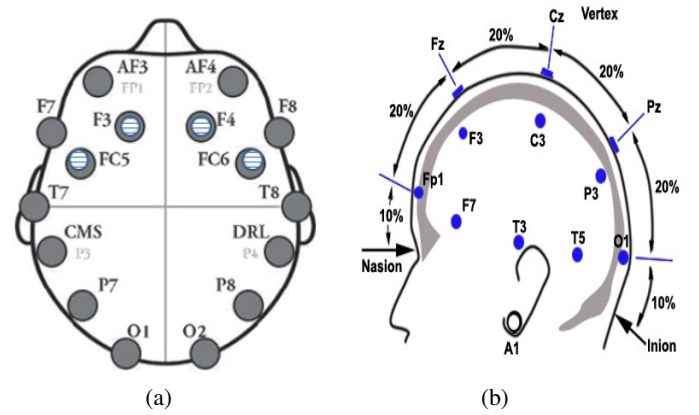 AF3 AF4
FP1 FP2
F7 F3 F4 F8
FC5 FC6
T7 T8
CMS DRL
P3 P4
P7 P8
O1 O2
(a)
Cz Vertex
20%
Fz
20%
20%
Pz
F3 C3
20%
Fp1 P3
10%
F7
T3 T5 O1
Nasion
10%
A1 Inion
(b)